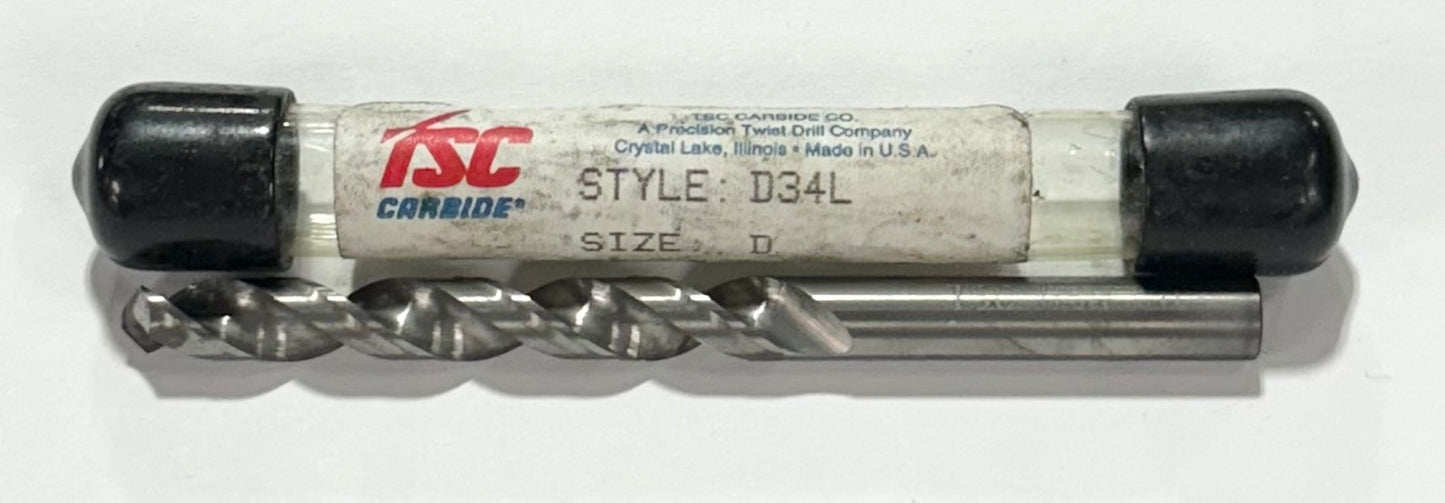 TSC
CARBIDE®
TSC CARBIDE CO.
A Precision Twist Drill Company
Crystal Lake, Illinois • Made in U.S.A.
STYLE: D34L
SIZE: D